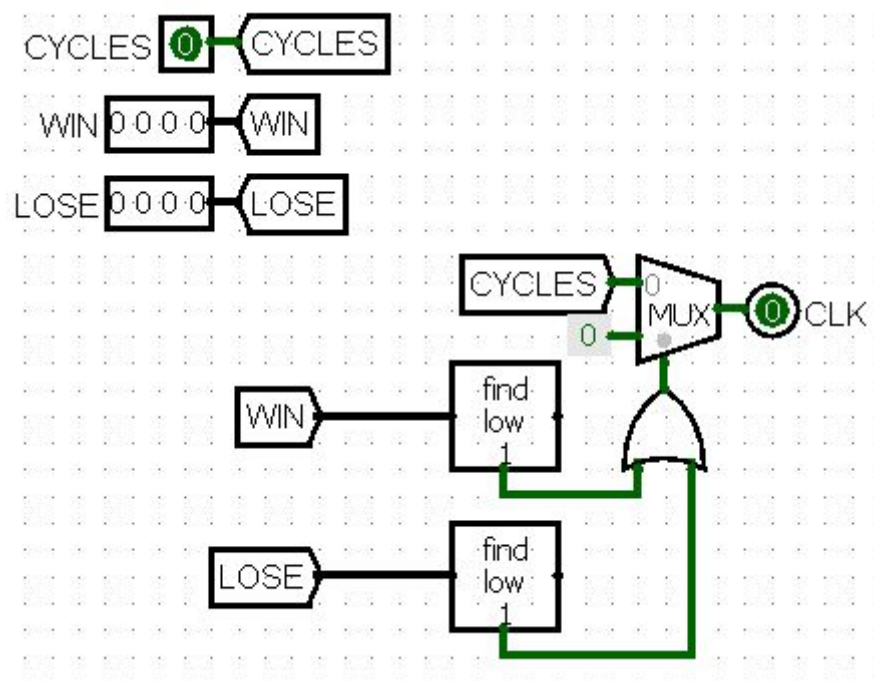 CYCLES 0 CYCLES
WIN 0 0 0 0 WIN
LOSE 0 0 0 0 LOSE
CYCLES 0 MUX 0 CLK
0
WIN find low 1
LOSE find low 1